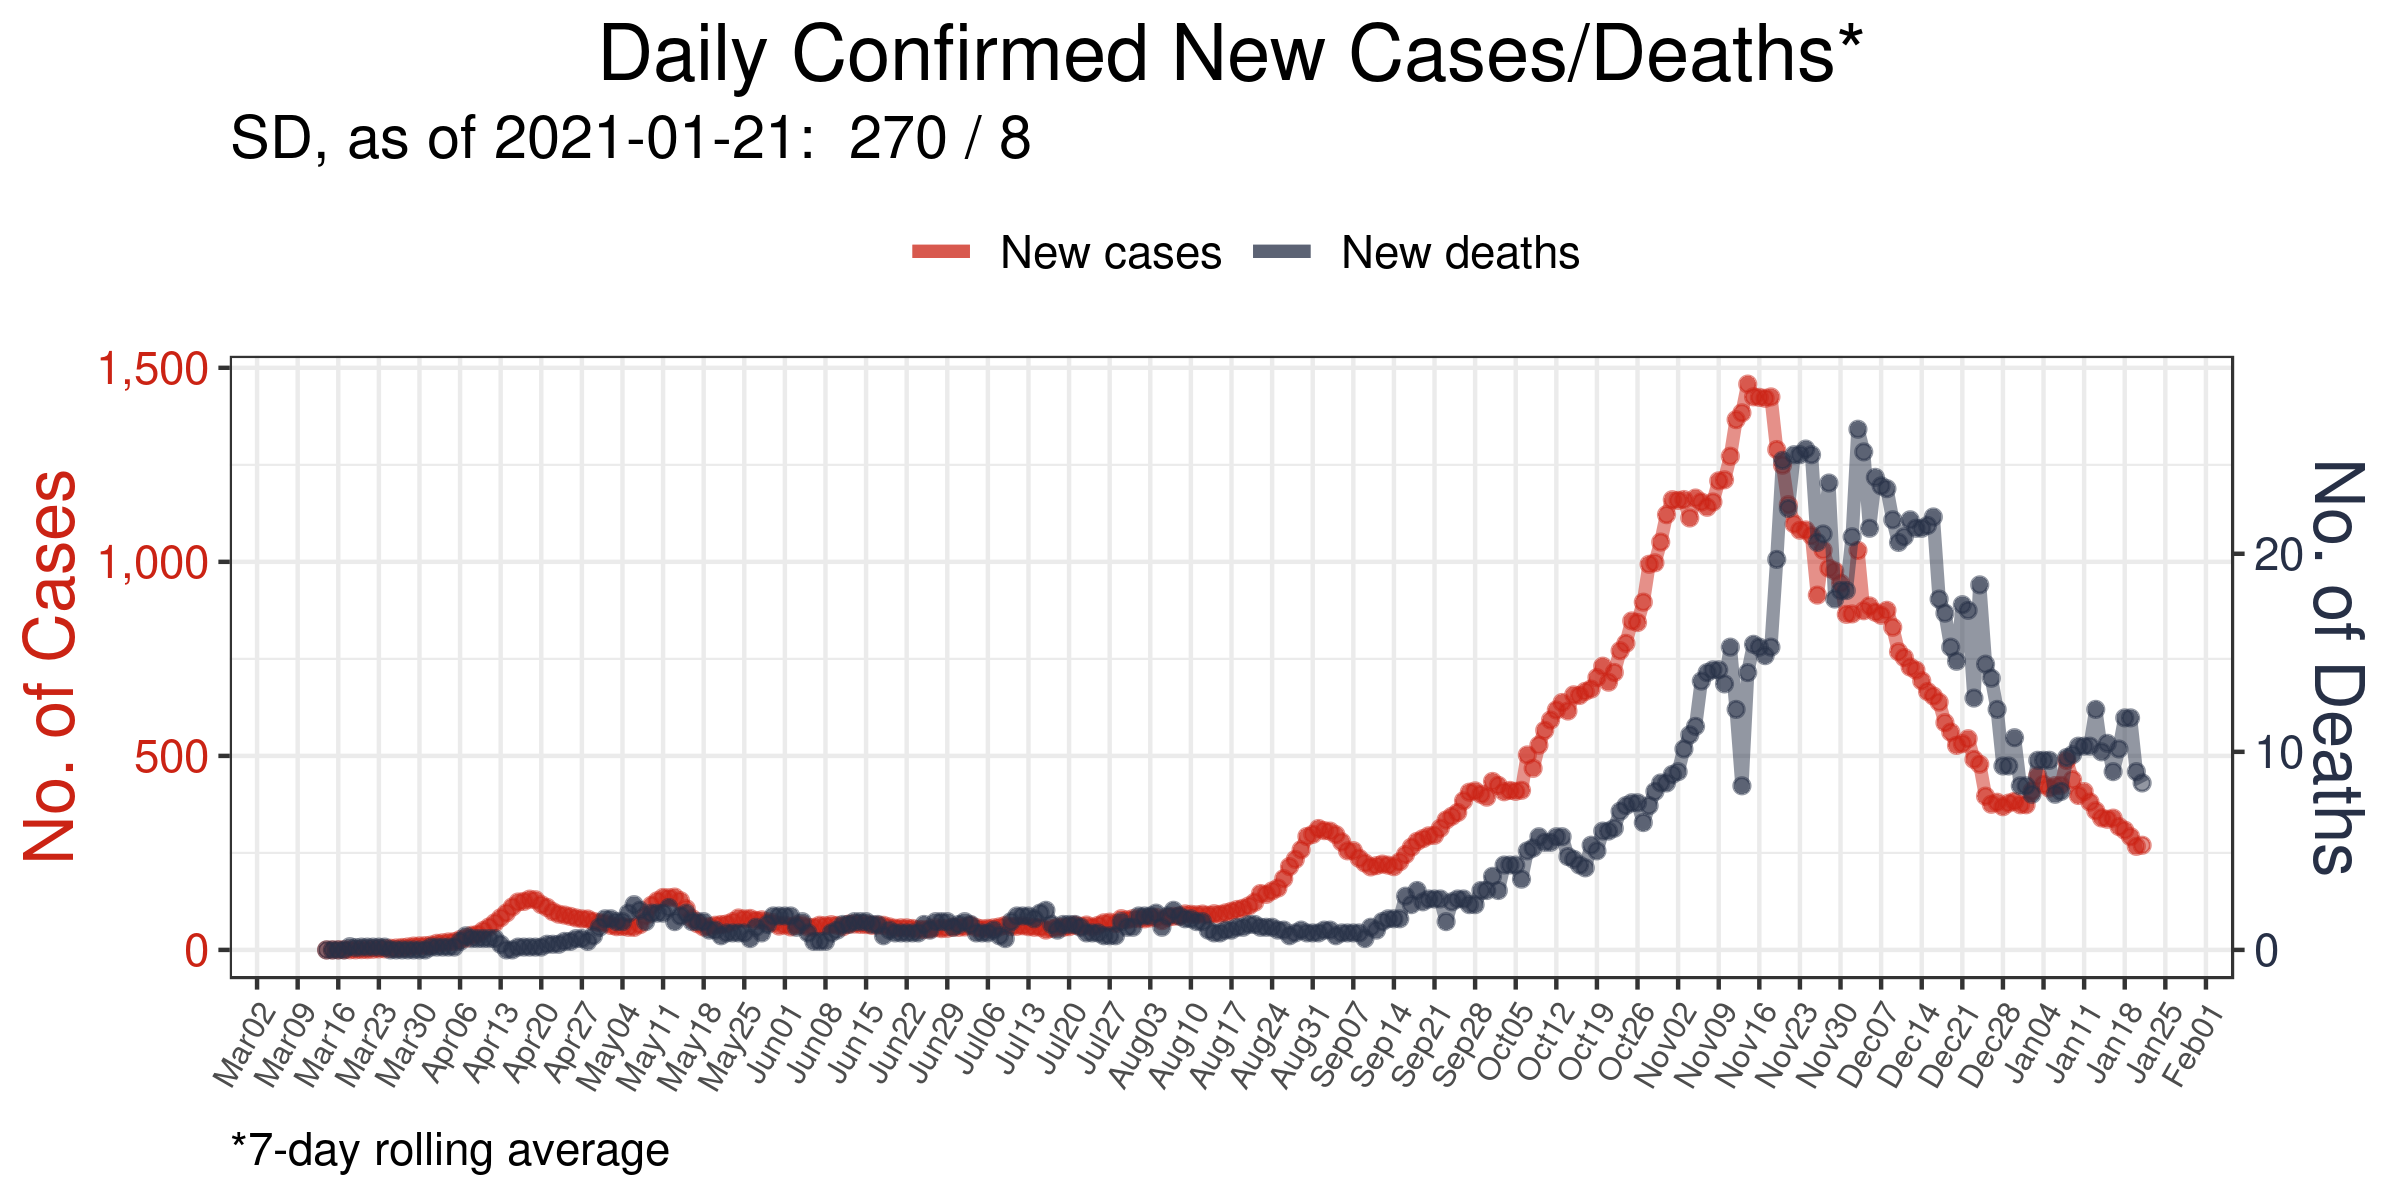 Daily Confirmed New Cases/Deaths*
SD, as of 2021-01-21:  270 / 8
New cases
New deaths
No. of Cases
1,500
1,000
500
0
No. of Deaths
20
10
0
Mar02
Mar09
Mar16
Mar23
Mar30
Apr06
Apr13
Apr20
Apr27
May04
May11
May18
May25
Jun01
Jun08
Jun15
Jun22
Jun29
Jul06
Jul13
Jul20
Jul27
Aug03
Aug10
Aug17
Aug24
Aug31
Sep07
Sep14
Sep21
Sep28
Oct05
Oct12
Oct19
Oct26
Nov02
Nov09
Nov16
Nov23
Nov30
Dec07
Dec14
Dec21
Dec28
Jan04
Jan11
Jan18
Jan25
Feb01
*7-day rolling average